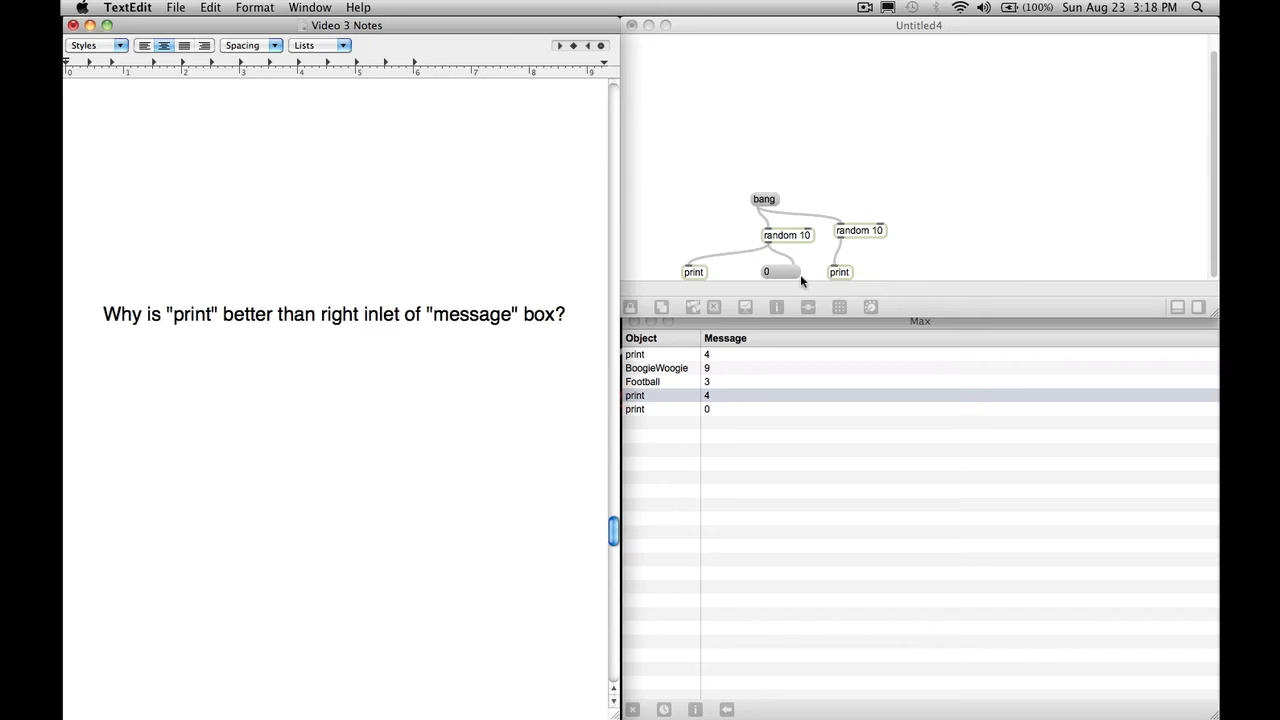 TextEdit File Edit Format Window Help
(100%) Sun Aug 23 3:18 PM
Video 3 Notes
Styles Spacing Lists
0 1 2 3 4 5 6 7 8 9
Why is "print" better than right inlet of "message" box?
Untitled4
bang
random 10 random 10
print 0 print
Max
Object Message
print 4
BoogieWoogie 9
Football 3
print 4
print 0